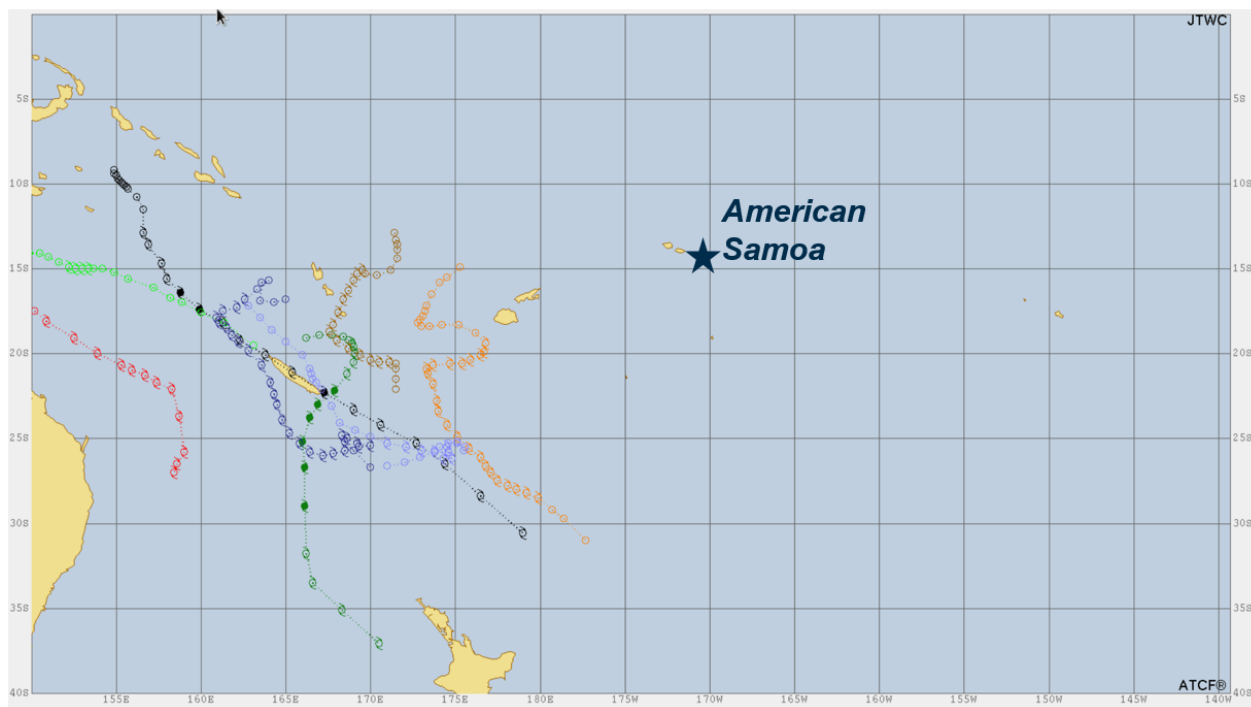 JTWC
5S 5S
10S 10S
American
Samoa
15S 15S
20S 20S
25S 25S
30S 30S
35S 35S
40S 40S
ATCF®
155E 160E 165E 170E 175E 180E 175W 170W 165W 160W 155W 150W 145W 140W